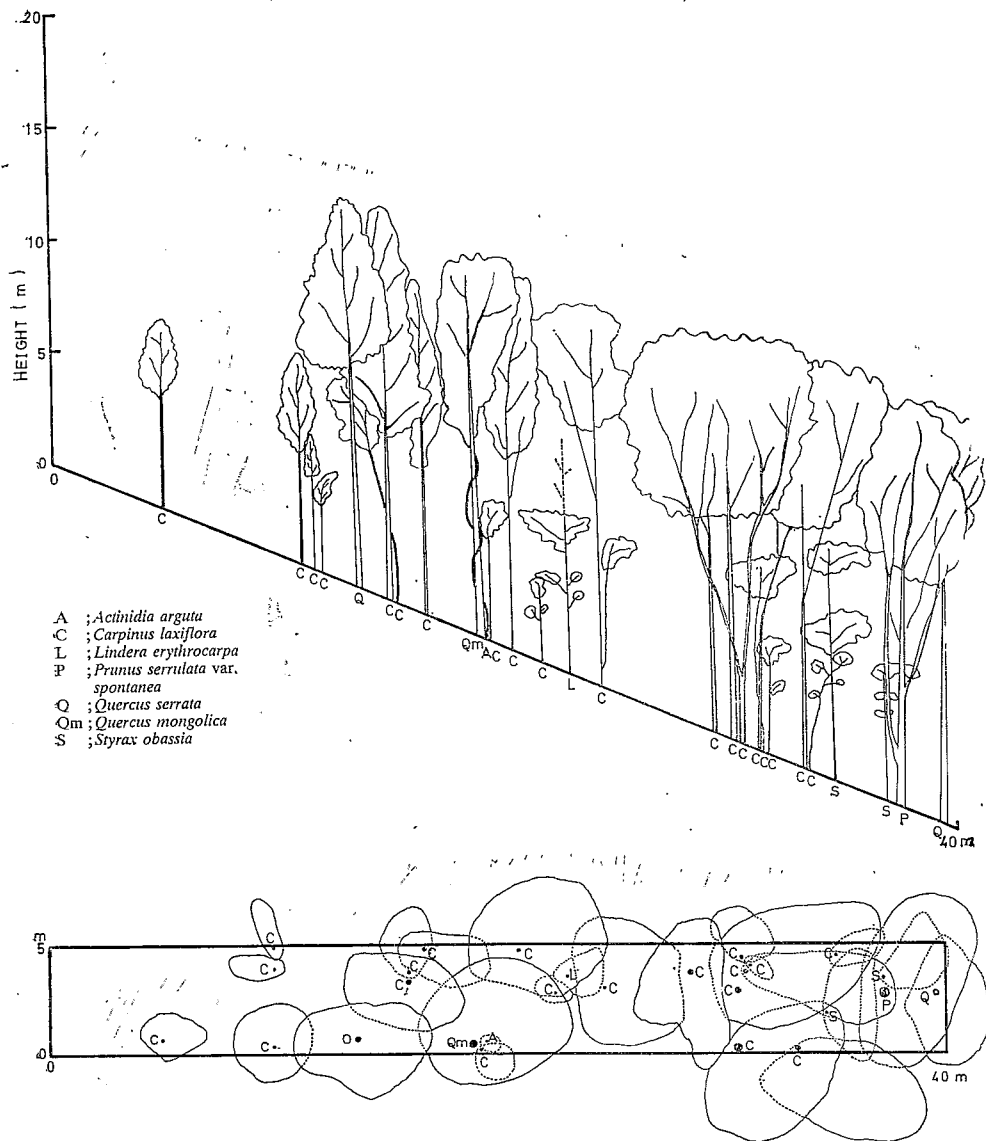 20
15
10
5
0
HEIGHT ( m )
0
C
C C C
Q
C C
C
Qm A C
C
C
L
C
C
C C
C C C
C C
S
S
P
Q
40 m
A ; Actinidia arguta
C ; Carpinus laxiflora
L ; Lindera erythrocarpa
P ; Prunus serrulata var.
spontanea
Q ; Quercus serrata
Qm ; Quercus mongolica
S ; Styrax obassia
m
5
C
C
C
C
C
C
C
L
C
C
C
C
C
C
C
C
S
P
Q
S
C
C
O
Qm
A
C
C
C
0
0
40 m